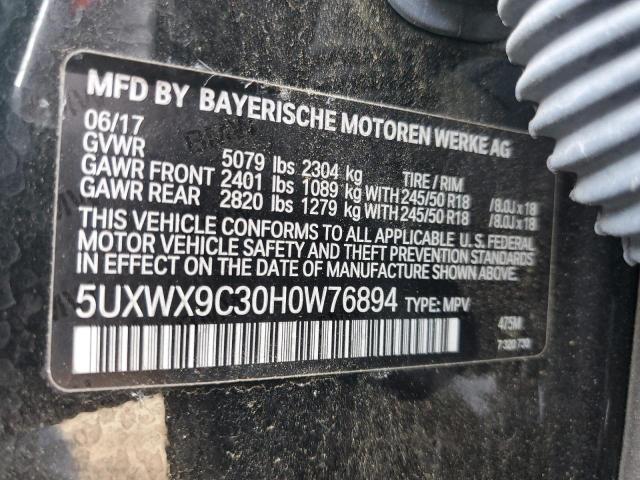 MFD BY BAYERISCHE MOTOREN WERKE AG
06/17
GVWR 5079 lbs 2304 kg TIRE / RIM
GAWR FRONT 2401 lbs 1089 kg WITH 245/50 R18 /8.0J x 18
GAWR REAR 2820 lbs 1279 kg WITH 245/50 R18 /8.0J x 18
THIS VEHICLE CONFORMS TO ALL APPLICABLE U.S. FEDERAL
MOTOR VEHICLE SAFETY AND THEFT PREVENTION STANDARDS
IN EFFECT ON THE DATE OF MANUFACTURE SHOWN ABOVE.
5UXWX9C30H0W76894 TYPE: MPV
475M